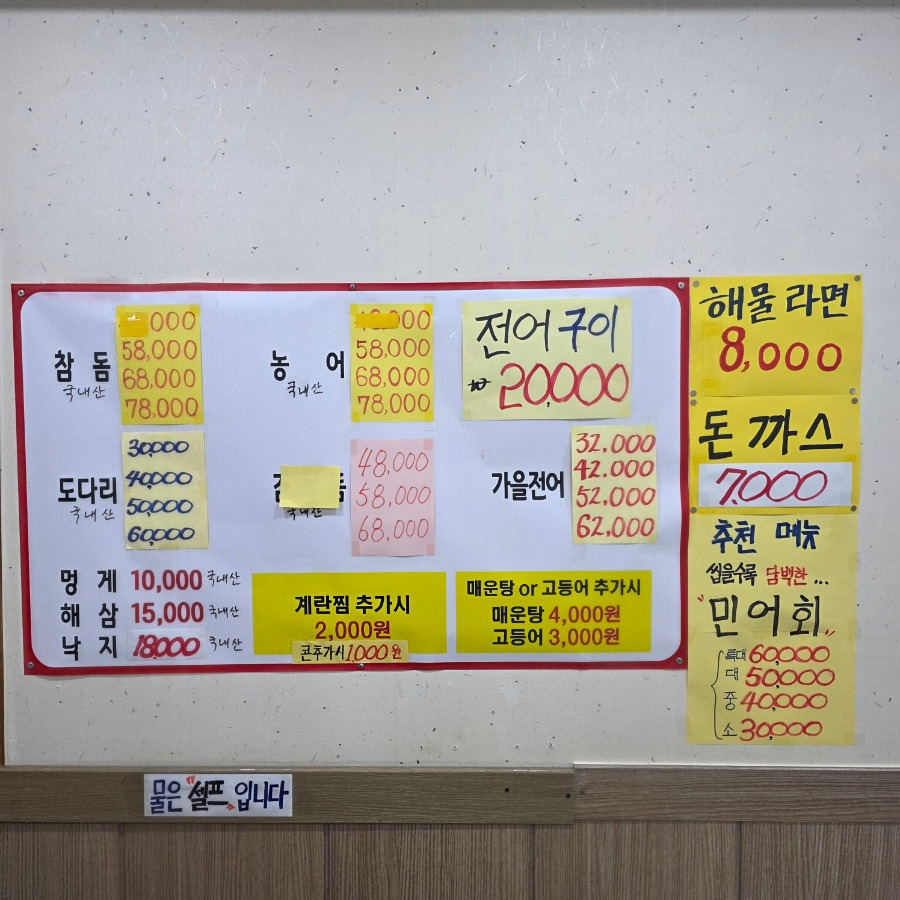 참 돔
국내산
000
58,000
68,000
78,000
농 어
국내산
000
58,000
68,000
78,000
전어 구이
20,000
도다리
국내산
30,000
40,000
50,000
60,000
국내산
48,000
58,000
68,000
가을전어
32.000
42.000
52.000
62,000
멍 게 10,000 국내산
해 삼 15,000 국내산
낙 지 18,000 국내산
계란찜 추가시
2,000원
콘추가시 1,000원
매운탕 or 고등어 추가시
매운탕 4,000원
고등어 3,000원
해물 라면
8,000
돈 까스
7,000
추천 메뉴
씹을수록 담백한...
"민어회"
특대 60,000
대 50,000
중 40,000
소 30,000
물은 "셀프" 입니다